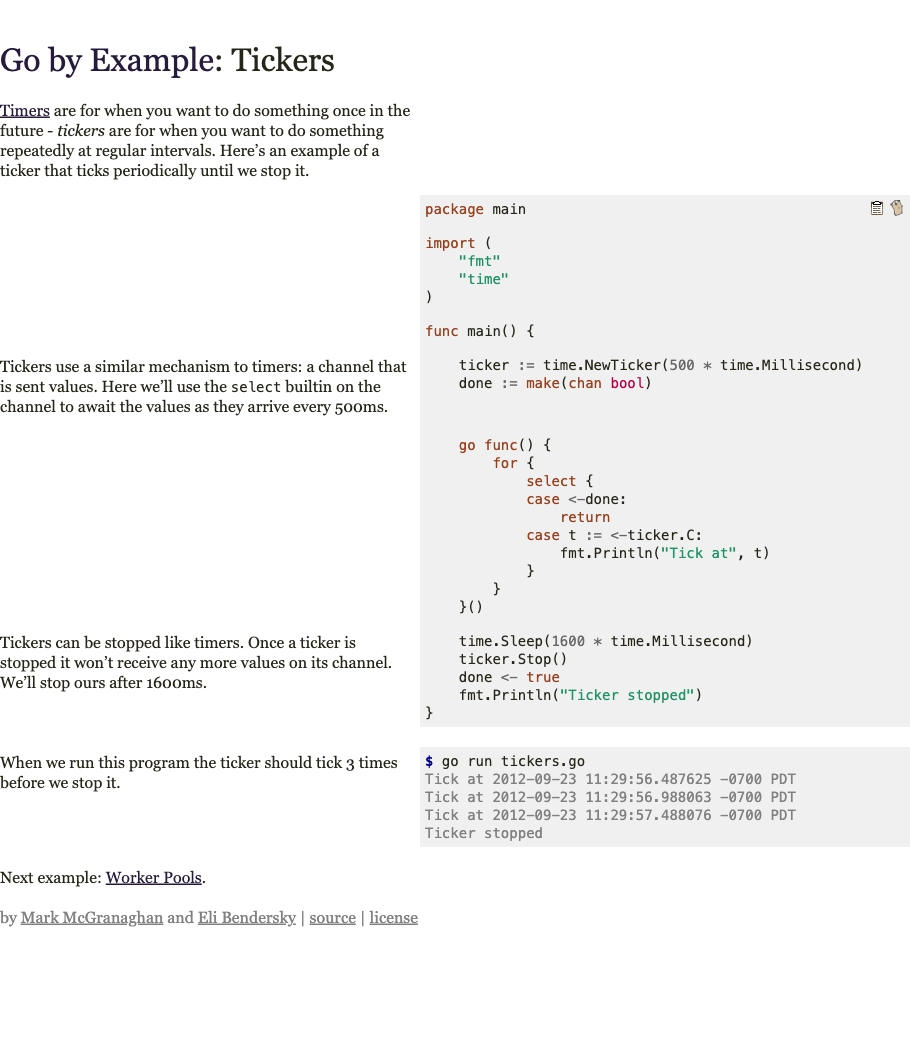 Go by Example: Tickers
Timers are for when you want to do something once in the
future - tickers are for when you want to do something
repeatedly at regular intervals. Here’s an example of a
ticker that ticks periodically until we stop it.
package main
import (
    "fmt"
    "time"
)
func main() {
Tickers use a similar mechanism to timers: a channel that
is sent values. Here we’ll use the select builtin on the
channel to await the values as they arrive every 500ms.
    ticker := time.NewTicker(500 * time.Millisecond)
    done := make(chan bool)
    go func() {
        for {
            select {
            case <-done:
                return
            case t := <-ticker.C:
                fmt.Println("Tick at", t)
            }
        }
    }()
Tickers can be stopped like timers. Once a ticker is
stopped it won’t receive any more values on its channel.
We’ll stop ours after 1600ms.
    time.Sleep(1600 * time.Millisecond)
    ticker.Stop()
    done <- true
    fmt.Println("Ticker stopped")
}
When we run this program the ticker should tick 3 times
before we stop it.
$ go run tickers.go
Tick at 2012-09-23 11:29:56.487625 -0700 PDT
Tick at 2012-09-23 11:29:56.988063 -0700 PDT
Tick at 2012-09-23 11:29:57.488076 -0700 PDT
Ticker stopped
Next example: Worker Pools.
by Mark McGranaghan and Eli Bendersky | source | license